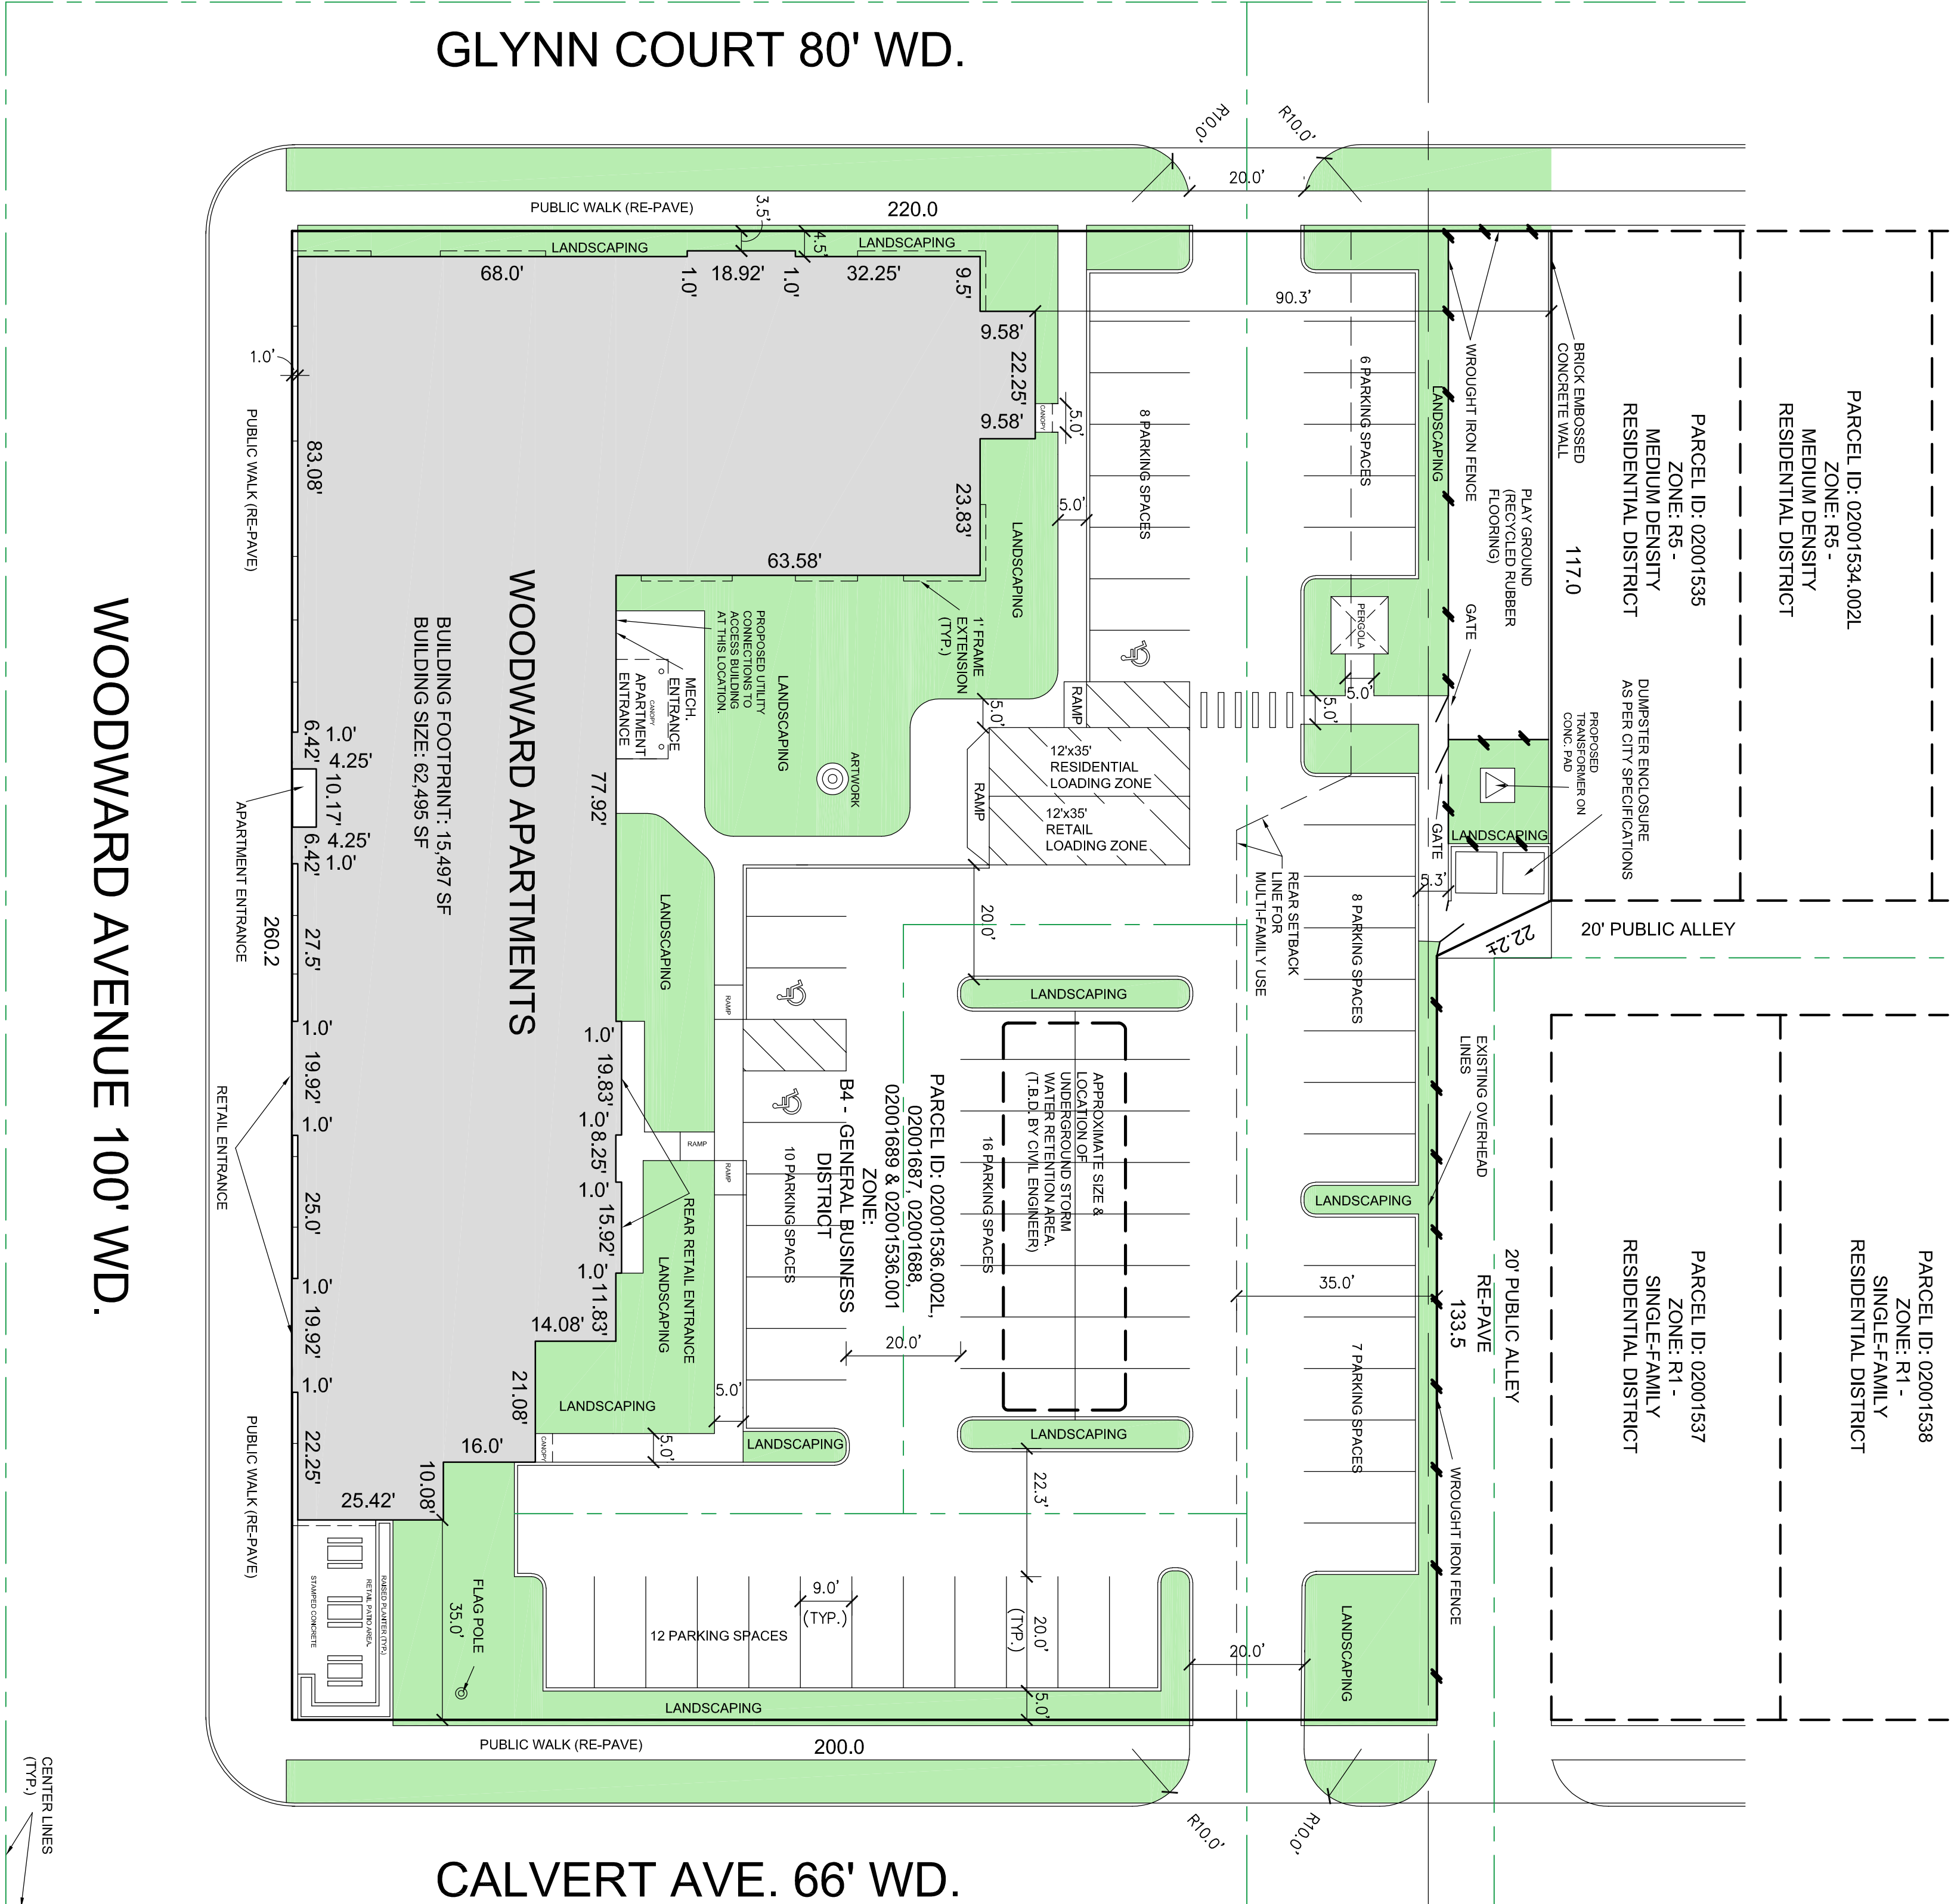 GLYNN COURT 80' WD.
R10.0'
R10.0'
20.0'
PUBLIC WALK (RE-PAVE)
220.0
3.5'
4.5'
LANDSCAPING
LANDSCAPING
68.0'
1.0'
18.92'
1.0'
32.25'
9.5'
90.3'
9.58'
22.25'
9.58'
CANOPY
5.0'
1.0'
PUBLIC WALK (RE-PAVE)
83.08'
23.83'
5.0'
LANDSCAPING
63.58'
8 PARKING SPACES
6 PARKING SPACES
LANDSCAPING
WROUGHT IRON FENCE
BRICK EMBOSSED
CONCRETE WALL
PLAY GROUND
(RECYCLED RUBBER
FLOORING)
117.0
GATE
PARCEL ID: 02001535
ZONE: R5 -
MEDIUM DENSITY
RESIDENTIAL DISTRICT
PARCEL ID: 02001534.002L
ZONE: R5 -
MEDIUM DENSITY
RESIDENTIAL DISTRICT
DUMPSTER ENCLOSURE
AS PER CITY SPECIFICATIONS
PROPOSED
TRANSFORMER ON
CONC. PAD
LANDSCAPING
GATE
5.3'
PERGOLA
5.0'
5.0'
1' FRAME
EXTENSION
(TYP.)
PROPOSED UTILITY
CONNECTIONS TO
ACCESS BUILDING
AT THIS LOCATION.
LANDSCAPING
MECH.
ENTRANCE
CANOPY
APARTMENT
ENTRANCE
ARTWORK
5.0'
RAMP
RAMP
12'x35'
RESIDENTIAL
LOADING ZONE
12'x35'
RETAIL
LOADING ZONE
WOODWARD APARTMENTS
BUILDING FOOTPRINT: 15,497 SF
BUILDING SIZE: 62,495 SF
WOODWARD AVENUE 100' WD.
77.92'
6.42'
1.0'
4.25'
10.17'
4.25'
6.42'
1.0'
APARTMENT ENTRANCE
260.2
27.5'
1.0'
19.92'
1.0'
RETAIL ENTRANCE
25.0'
1.0'
19.92'
1.0'
22.25'
PUBLIC WALK (RE-PAVE)
LANDSCAPING
RAMP
1.0'
19.83'
1.0'
8.25'
1.0'
15.92'
1.0'
11.83'
RAMP
RAMP
REAR RETAIL ENTRANCE
LANDSCAPING
14.08'
21.08'
LANDSCAPING
5.0'
CANOPY
5.0'
16.0'
10.08'
25.42'
20.0'
LANDSCAPING
10 PARKING SPACES
PARCEL ID: 02001536.002L,
02001687, 02001688,
02001689 & 02001536.001
ZONE:
B4 - GENERAL BUSINESS
DISTRICT
16 PARKING SPACES
APPROXIMATE SIZE &
LOCATION OF
UNDERGROUND STORM
WATER RETENTION AREA.
(T.B.D. BY CIVIL ENGINEER)
20.0'
LANDSCAPING
LANDSCAPING
REAR SETBACK
LINE FOR
MULTI-FAMILY USE
8 PARKING SPACES
LANDSCAPING
35.0'
7 PARKING SPACES
22.2±
20' PUBLIC ALLEY
EXISTING OVERHEAD
LINES
20' PUBLIC ALLEY
RE-PAVE
133.5
WROUGHT IRON FENCE
PARCEL ID: 02001537
ZONE: R1 -
SINGLE-FAMILY
RESIDENTIAL DISTRICT
PARCEL ID: 02001538
ZONE: R1 -
SINGLE-FAMILY
RESIDENTIAL DISTRICT
22.3'
RAISED PLANTER (TYP.)
RETAIL PATIO AREA.
STAMPED CONCRETE
FLAG POLE
35.0'
12 PARKING SPACES
9.0'
(TYP.)
20.0'
(TYP.)
20.0'
LANDSCAPING
LANDSCAPING
5.0'
PUBLIC WALK (RE-PAVE)
200.0
R10.0'
R10.0'
CENTER LINES
(TYP.)
CALVERT AVE. 66' WD.